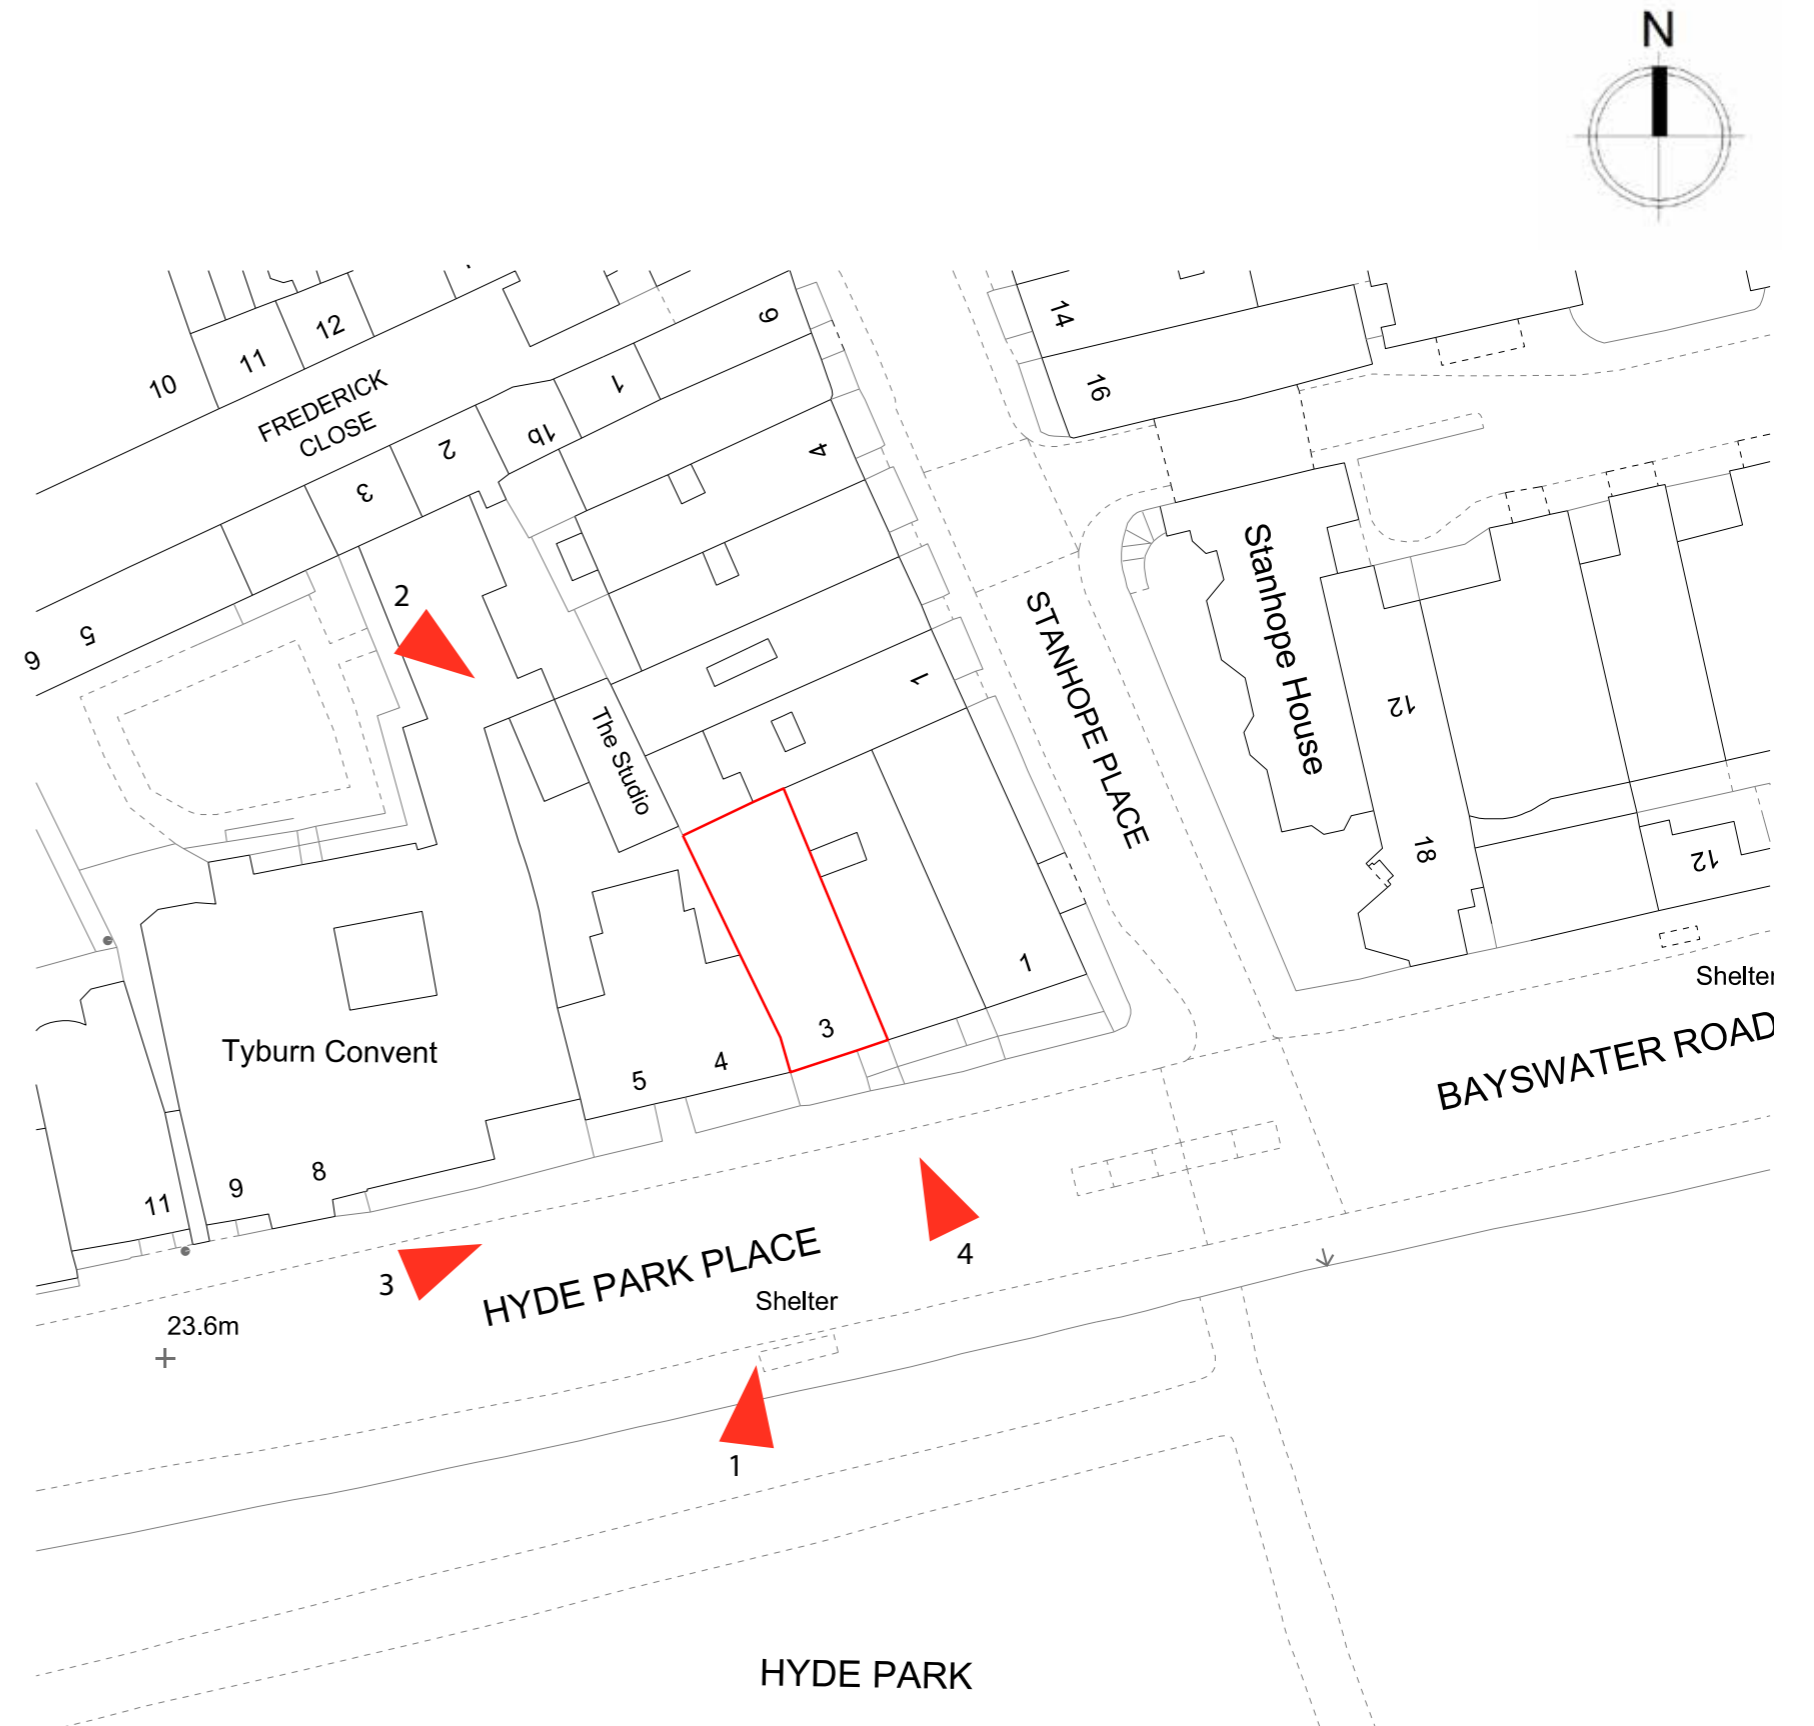 N
12
11
10
FREDERICK
CLOSE
9
14
1
16
1b
2
4
3
2
5
6
STANHOPE PLACE
Stanhope House
1
12
The Studio
18
12
1
Shelter
3
Tyburn Convent
4
5
BAYSWATER ROAD
8
9
11
4
3
HYDE PARK PLACE
Shelter
23.6m
1
HYDE PARK